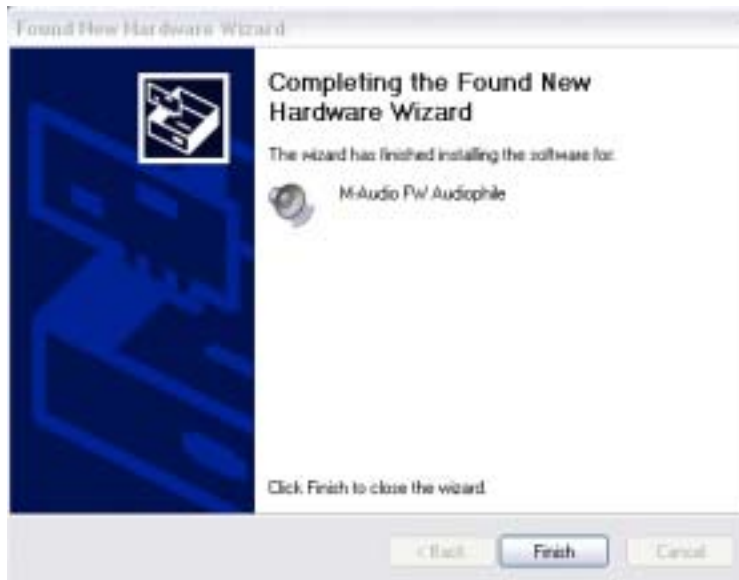 Found New Hardware Wizard
Completing the Found New
Hardware Wizard
The wizard has finished installing the software for:
M-Audio FW Audiophile
Click Finish to close the wizard.
< Back
Finish
Cancel